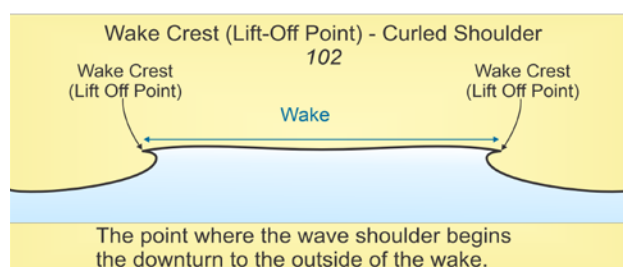 Wake Crest (Lift-Off Point) - Curled Shoulder
102
Wake Crest
(Lift Off Point)
Wake Crest
(Lift Off Point)
Wake
The point where the wave shoulder begins
the downturn to the outside of the wake.